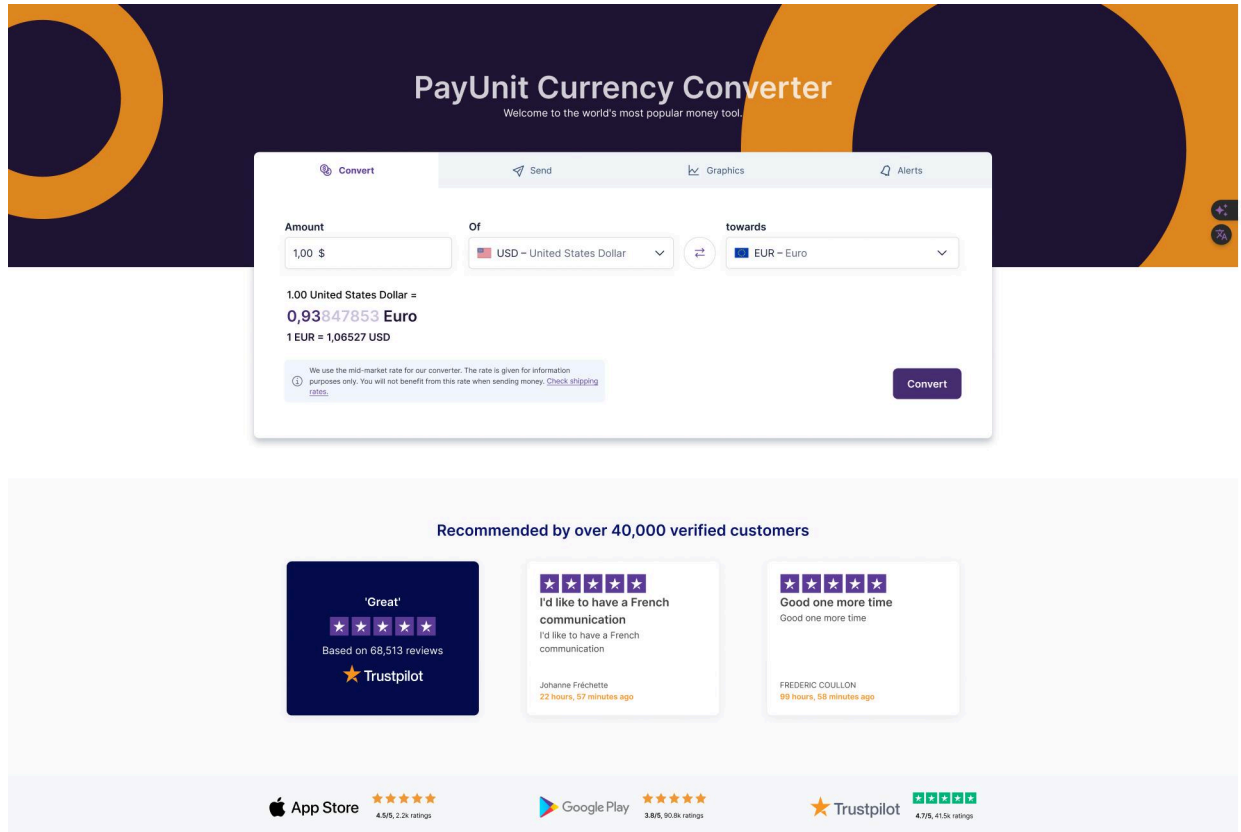 PayUnit Currency Converter
Welcome to the world's most popular money tool.
Convert
Send
Graphics
Alerts
Amount
Of
towards
1,00 $
USD – United States Dollar
EUR – Euro
1.00 United States Dollar =
0,93847853 Euro
1 EUR = 1,06527 USD
We use the mid-market rate for our converter. The rate is given for information
purposes only. You will not benefit from this rate when sending money. Check shipping
rates.
Convert
Recommended by over 40,000 verified customers
'Great'
Based on 68,513 reviews
Trustpilot
I'd like to have a French
communication
I'd like to have a French
communication
Johanne Fréchette
22 hours, 57 minutes ago
Good one more time
Good one more time
FREDERIC COULLON
99 hours, 58 minutes ago
App Store
4.5/5, 2.2k ratings
Google Play
3.8/5, 90.8k ratings
Trustpilot
4.7/5, 41.5k ratings